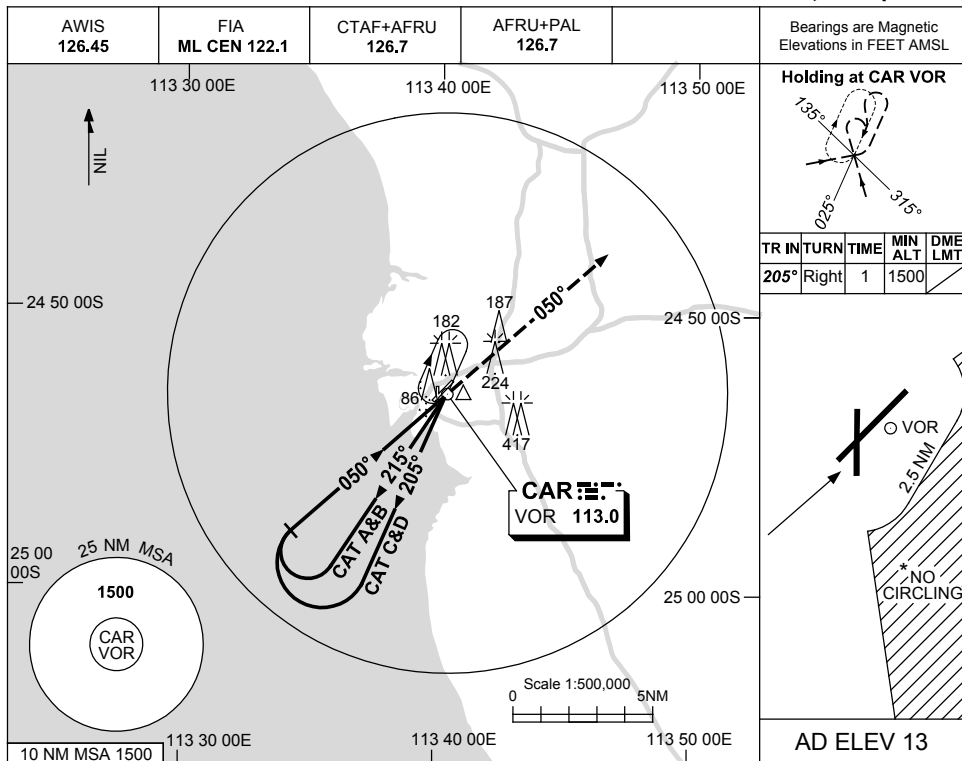 AWIS
126.45
FIA
ML CEN 122.1
CTAF+AFRU
126.7
AFRU+PAL
126.7
Bearings are Magnetic
Elevations in FEET AMSL
113 30 00E
113 40 00E
113 50 00E
NIL
Holding at CAR VOR
135°
025°
315°
TR IN TURN TIME MIN ALT DME LMT
205° Right 1 1500
24 50 00S
24 50 00S
050°
187
182
224
86
417
050°
215°
205°
CAT A&B
CAT C&D
CAR
VOR 113.0
VOR
2.5 NM
* NO
CIRCLING
25 00
00S
25 NM MSA
1500
CAR
VOR
25 00 00S
Scale 1:500,000
0 5NM
10 NM MSA 1500
113 30 00E
113 40 00E
113 50 00E
AD ELEV 13